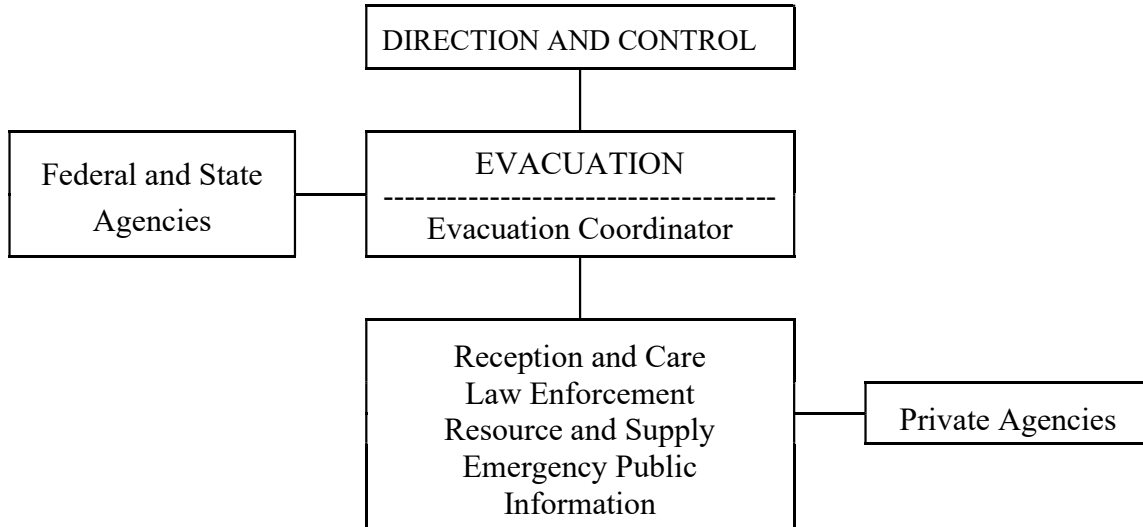 DIRECTION AND CONTROL
Federal and State
Agencies
EVACUATION
-------------------------------------
Evacuation Coordinator
Reception and Care
Law Enforcement
Resource and Supply
Emergency Public
Information
Private Agencies